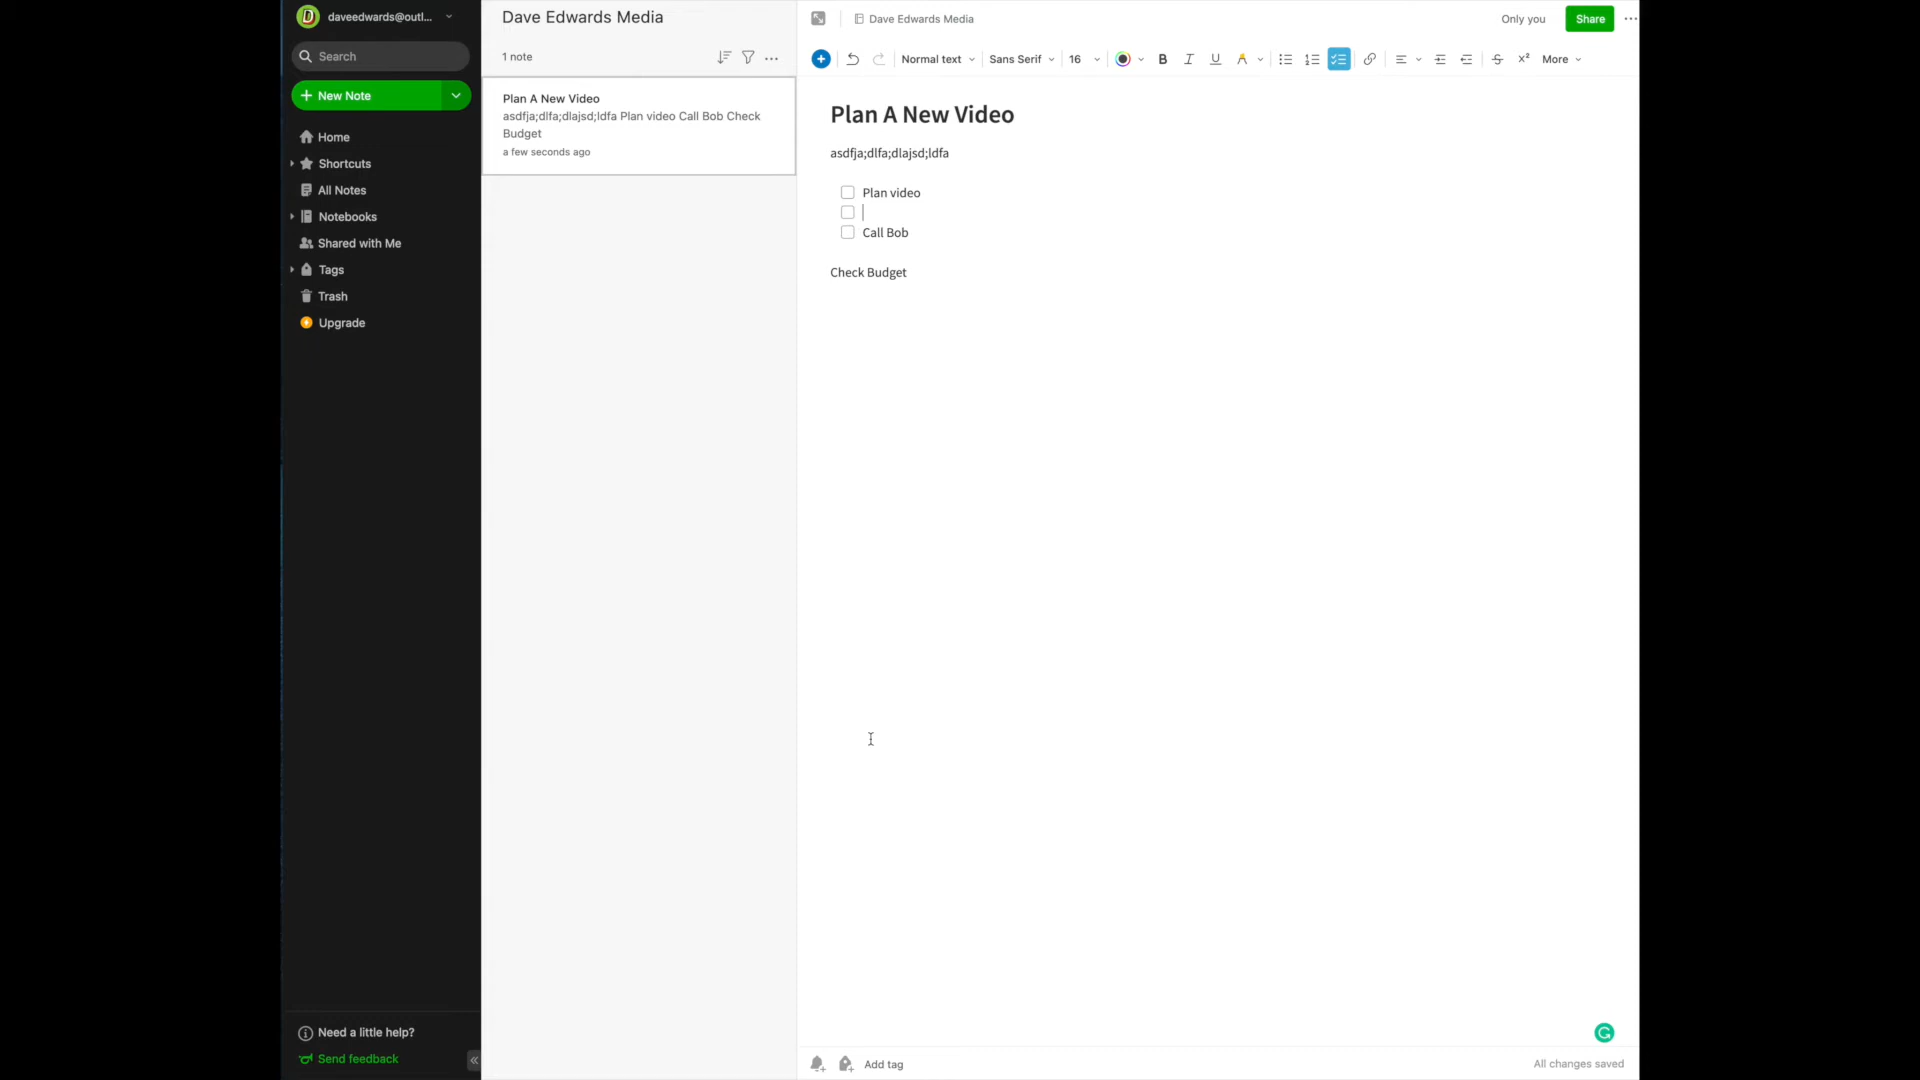 daveedwards@outl...
Search
New Note
Home
Shortcuts
All Notes
Notebooks
Shared with Me
Tags
Trash
Upgrade
Need a little help?
Send feedback
Dave Edwards Media
1 note
Plan A New Video
asdfja;dlfa;dlajsd;ldfa Plan video Call Bob Check
Budget
a few seconds ago
Dave Edwards Media
Only you
Share
Normal text
Sans Serif
16
More
Plan A New Video
asdfja;dlfa;dlajsd;ldfa
Plan video
Call Bob
Check Budget
Add tag
All changes saved